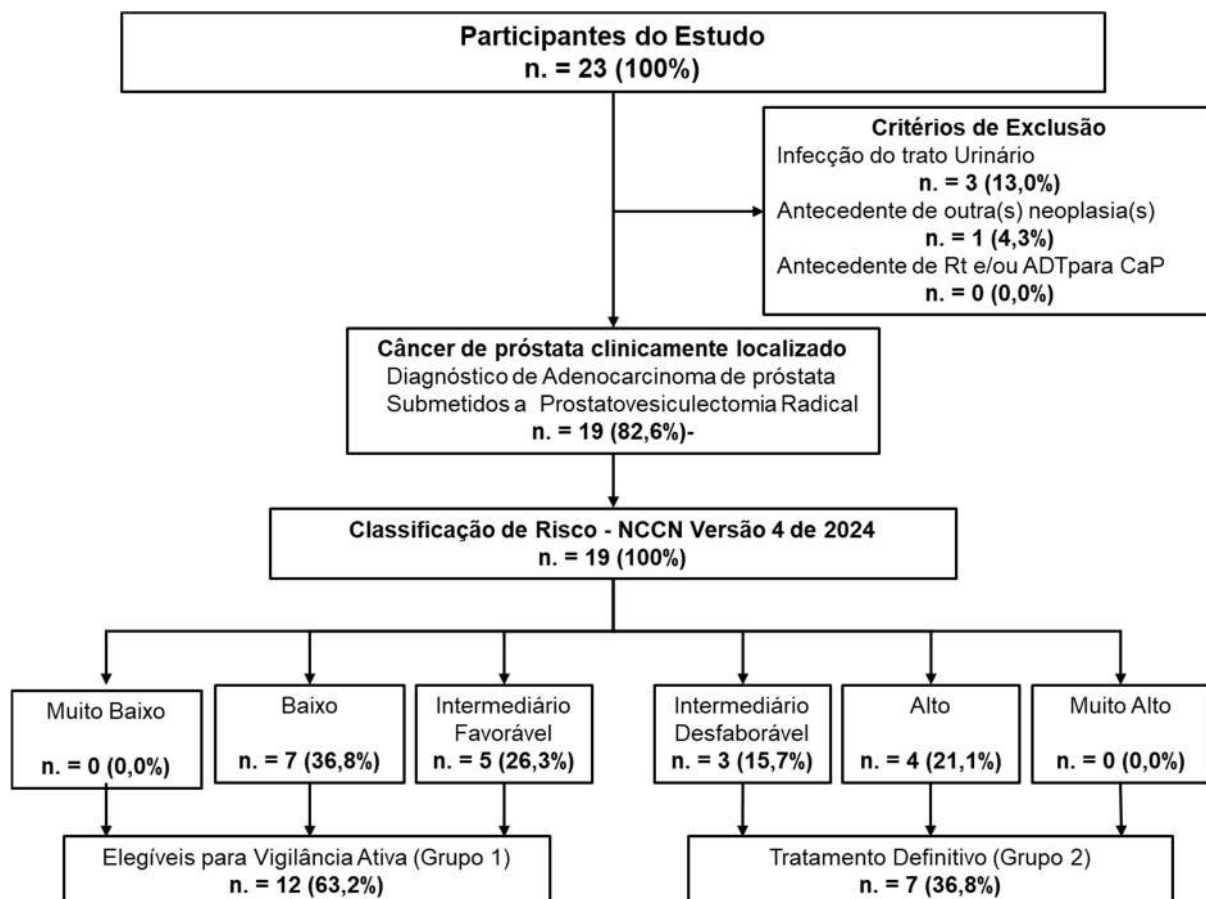 Participantes do Estudo
n. = 23 (100%)
Critérios de Exclusão
Infecção do trato Urinário
n. = 3 (13,0%)
Antecedente de outra(s) neoplasia(s)
n. = 1 (4,3%)
Antecedente de Rt e/ou ADTpara CaP
n. = 0 (0,0%)
Câncer de próstata clinicamente localizado
Diagnóstico de Adenocarcinoma de próstata
Submetidos a Prostatovesiculectomia Radical
n. = 19 (82,6%)-
Classificação de Risco - NCCN Versão 4 de 2024
n. = 19 (100%)
Muito Baixo
n. = 0 (0,0%)
Baixo
n. = 7 (36,8%)
Intermediário
Favorável
n. = 5 (26,3%)
Intermediário
Desfaborável
n. = 3 (15,7%)
Alto
n. = 4 (21,1%)
Muito Alto
n. = 0 (0,0%)
Elegíveis para Vigilância Ativa (Grupo 1)
n. = 12 (63,2%)
Tratamento Definitivo (Grupo 2)
n. = 7 (36,8%)